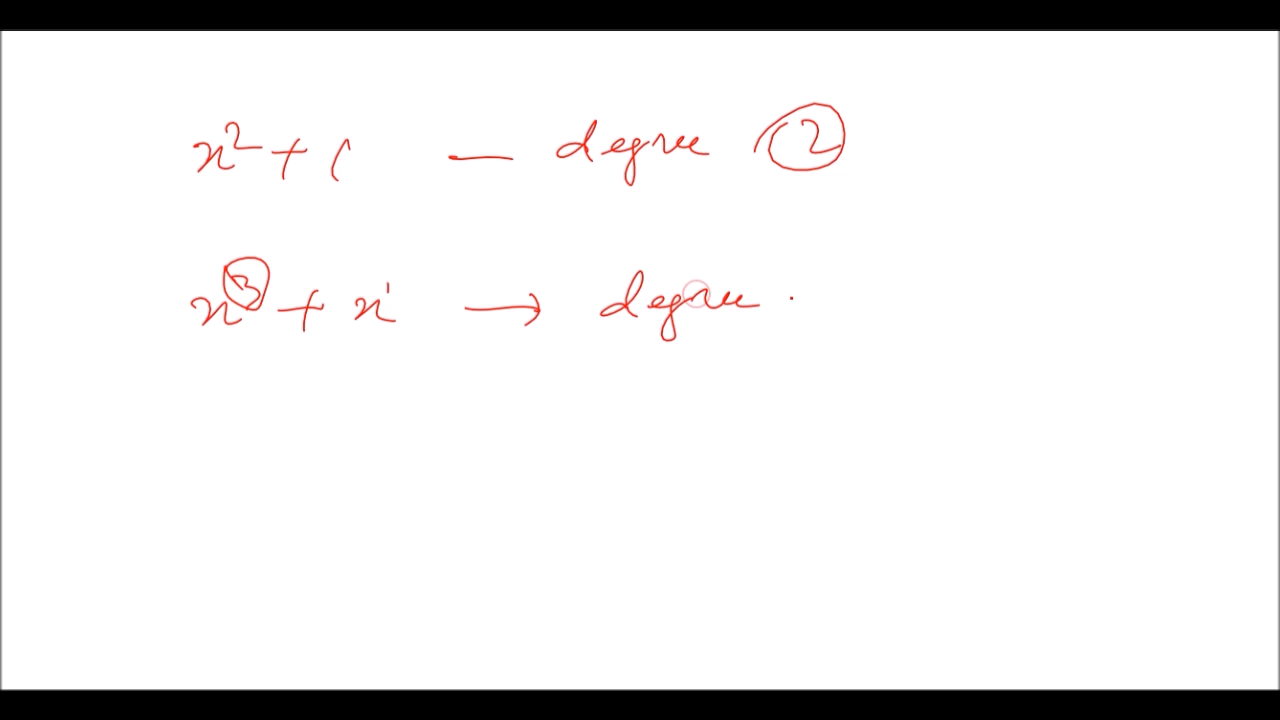 x² + 1 — degree 2
x³ + x¹ → degree .